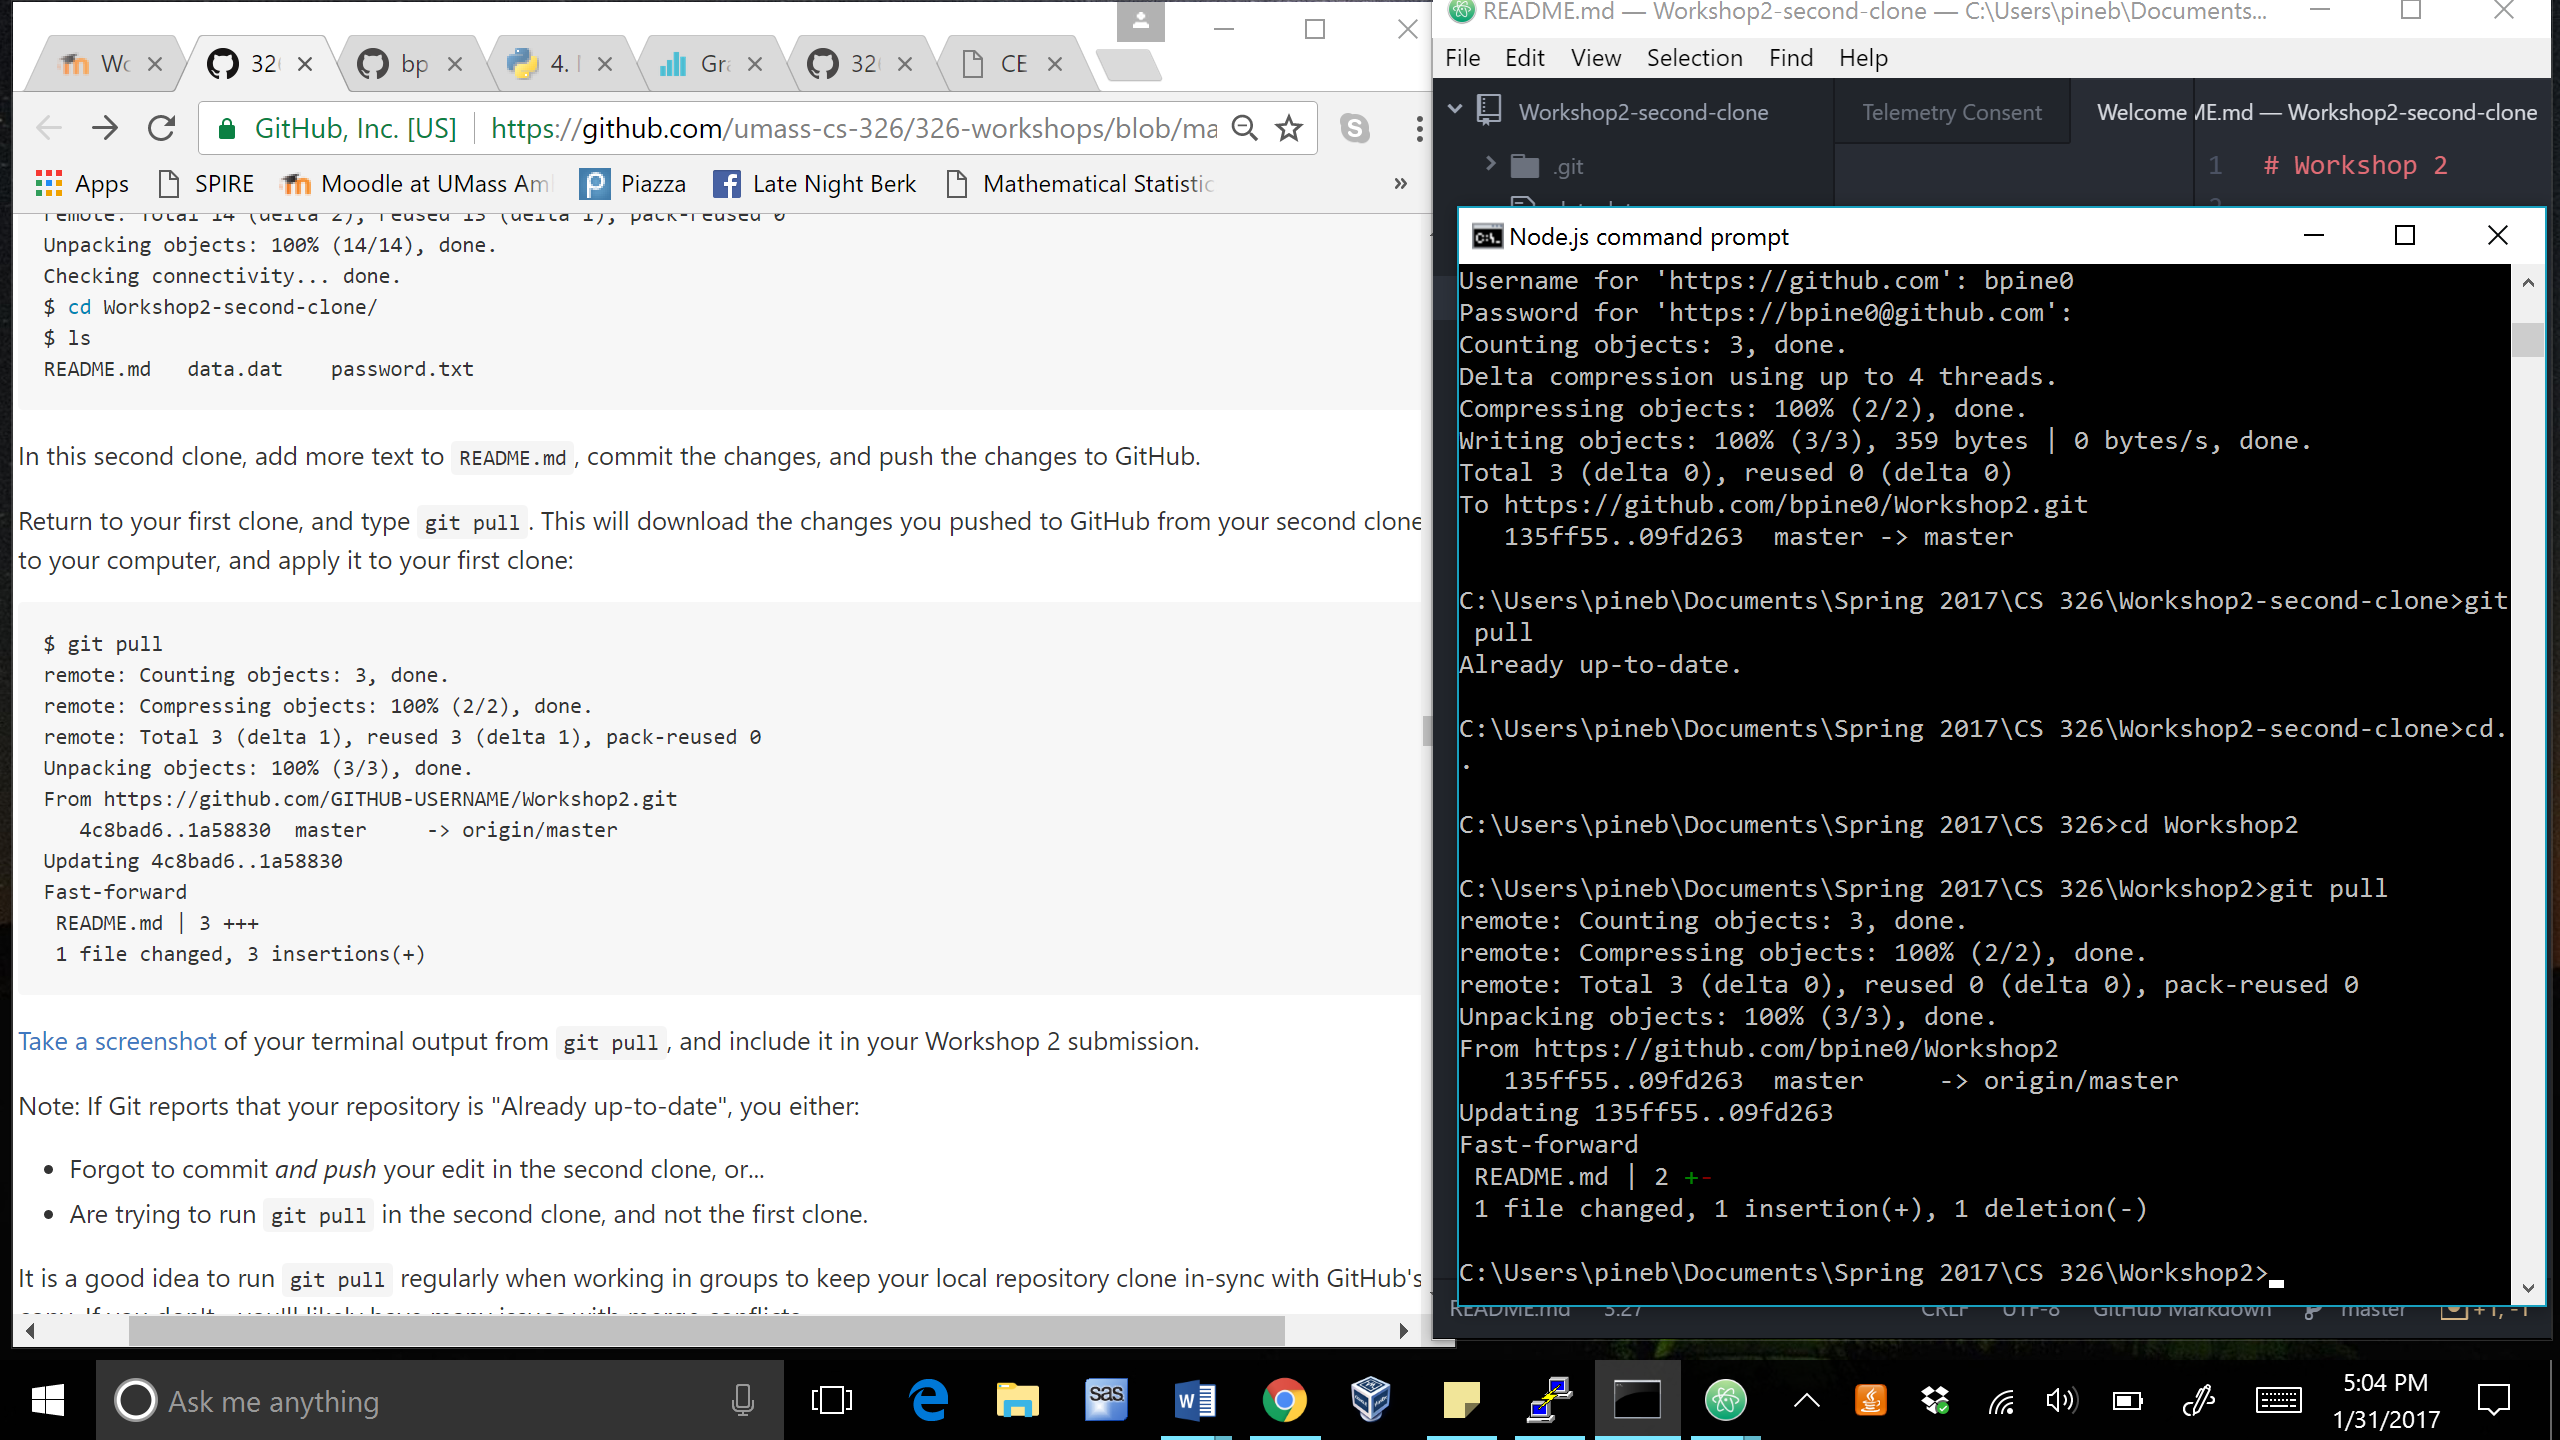 Wo
326
bp
4. I
Gra
326
CE
GitHub, Inc. [US]
https://github.com/umass-cs-326/326-workshops/blob/ma
Apps
SPIRE
Moodle at UMass Am
Piazza
Late Night Berk
Mathematical Statistic
»
remote: Total 14 (delta 2), reused 13 (delta 1), pack-reused 0
Unpacking objects: 100% (14/14), done.
Checking connectivity... done.
$ cd Workshop2-second-clone/
$ ls
README.md   data.dat    password.txt
In this second clone, add more text to README.md, commit the changes, and push the changes to GitHub.
Return to your first clone, and type git pull. This will download the changes you pushed to GitHub from your second clone
to your computer, and apply it to your first clone:
$ git pull
remote: Counting objects: 3, done.
remote: Compressing objects: 100% (2/2), done.
remote: Total 3 (delta 1), reused 3 (delta 1), pack-reused 0
Unpacking objects: 100% (3/3), done.
From https://github.com/GITHUB-USERNAME/Workshop2.git
   4c8bad6..1a58830  master     -> origin/master
Updating 4c8bad6..1a58830
Fast-forward
 README.md | 3 +++
 1 file changed, 3 insertions(+)
Take a screenshot of your terminal output from git pull, and include it in your Workshop 2 submission.
Note: If Git reports that your repository is "Already up-to-date", you either:
• Forgot to commit and push your edit in the second clone, or...
• Are trying to run git pull in the second clone, and not the first clone.
It is a good idea to run git pull regularly when working in groups to keep your local repository clone in-sync with GitHub's
copy. If you don't, you'll likely have many issues with merge conflicts
README.md — Workshop2-second-clone — C:\Users\pineb\Documents...
File Edit View Selection Find Help
Workshop2-second-clone
.git
Telemetry Consent
Welcome
ME.md — Workshop2-second-clone
1 # Workshop 2
2
Node.js command prompt
Username for 'https://github.com': bpine0
Password for 'https://bpine0@github.com':
Counting objects: 3, done.
Delta compression using up to 4 threads.
Compressing objects: 100% (2/2), done.
Writing objects: 100% (3/3), 359 bytes | 0 bytes/s, done.
Total 3 (delta 0), reused 0 (delta 0)
To https://github.com/bpine0/Workshop2.git
   135ff55..09fd263  master -> master
C:\Users\pineb\Documents\Spring 2017\CS 326\Workshop2-second-clone>git
 pull
Already up-to-date.
C:\Users\pineb\Documents\Spring 2017\CS 326\Workshop2-second-clone>cd.
.
C:\Users\pineb\Documents\Spring 2017\CS 326>cd Workshop2
C:\Users\pineb\Documents\Spring 2017\CS 326\Workshop2>git pull
remote: Counting objects: 3, done.
remote: Compressing objects: 100% (2/2), done.
remote: Total 3 (delta 0), reused 0 (delta 0), pack-reused 0
Unpacking objects: 100% (3/3), done.
From https://github.com/bpine0/Workshop2
   135ff55..09fd263  master     -> origin/master
Updating 135ff55..09fd263
Fast-forward
 README.md | 2 +-
 1 file changed, 1 insertion(+), 1 deletion(-)
C:\Users\pineb\Documents\Spring 2017\CS 326\Workshop2>
README.md 3:27 CRLF UTF-8 GitHub Markdown master +1, -1
Ask me anything
sas
5:04 PM
1/31/2017